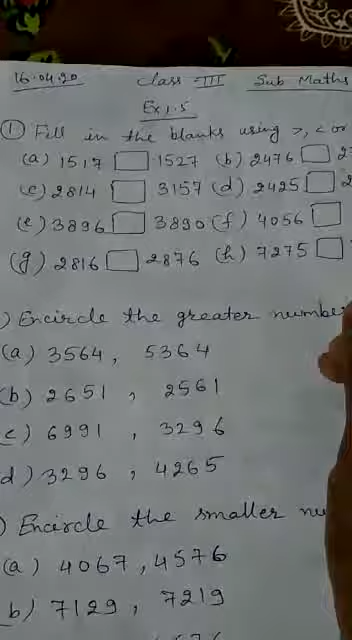 16.04.20 Class - III Sub Maths
Ex 1.5
① Fill in the blanks using >, < or
(a) 1517 □ 1527 (b) 2476 □
(c) 2814 □ 3157 (d) 2425 □
(e) 3896 □ 3890 (f) 4056 □
(g) 2816 □ 2876 (h) 7275 □
) Encircle the greater number
(a) 3564, 5364
(b) 2651, 2561
c) 6991, 3296
d) 3296, 4265
) Encircle the smaller nu
(a) 4067, 4576
b) 7129, 7219